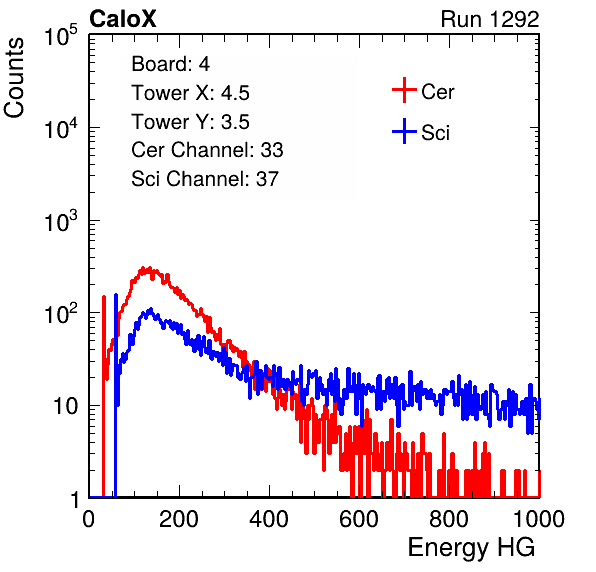 CaloX Run 1292
Counts
Board: 4
Tower X: 4.5
Tower Y: 3.5
Cer Channel: 33
Sci Channel: 37
Cer
Sci
10^5
10^4
10^3
10^2
10
1
0 200 400 600 800 1000
Energy HG